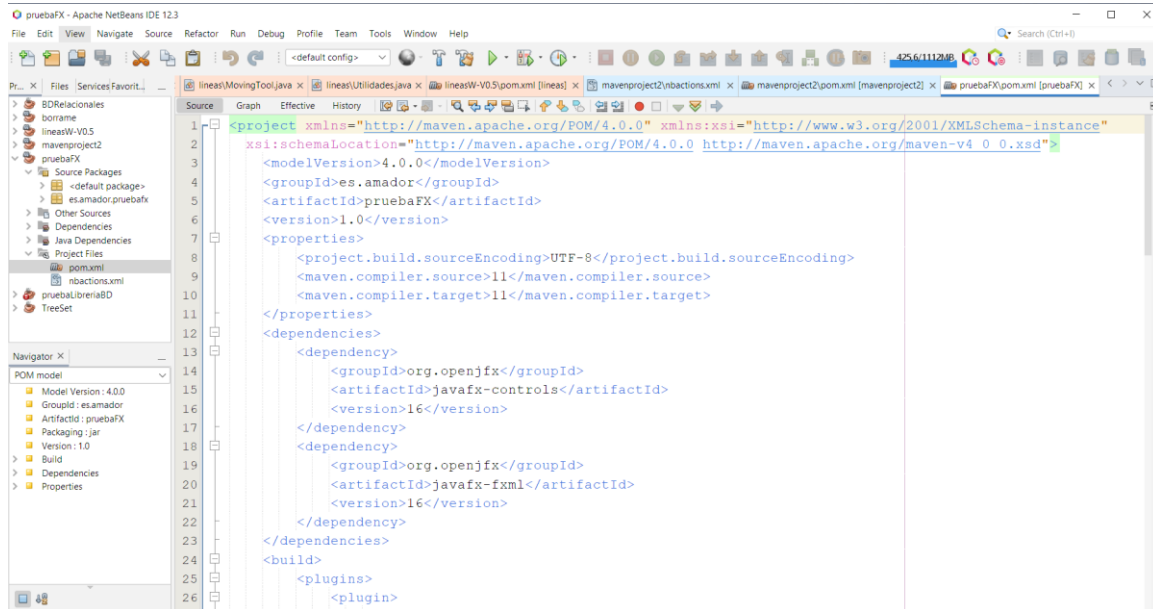 pruebaFX - Apache NetBeans IDE 12.3
File Edit View Navigate Source Refactor Run Debug Profile Team Tools Window Help
Search (Ctrl+I)
<default config>
425,6/1112MB
Pr... Files Services Favorit...
lineas\MovingTool.java
lineas\Utilidades.java
lineasW-V0.5\pom.xml [lineas]
mavenproject2\nbactions.xml
mavenproject2\pom.xml [mavenproject2]
pruebaFX\pom.xml [pruebaFX]
BDRelacionales
borrame
lineasW-V0.5
mavenproject2
pruebaFX
Source Packages
<default package>
es.amador.pruebafx
Other Sources
Dependencies
Java Dependencies
Project Files
pom.xml
nbactions.xml
pruebaLibreriaBD
TreeSet
Navigator
POM model
Model Version : 4.0.0
GroupId : es.amador
ArtifactId : pruebaFX
Packaging : jar
Version : 1.0
Build
Dependencies
Properties
Source Graph Effective History
1 <project xmlns="http://maven.apache.org/POM/4.0.0" xmlns:xsi="http://www.w3.org/2001/XMLSchema-instance"
2 xsi:schemaLocation="http://maven.apache.org/POM/4.0.0 http://maven.apache.org/maven-v4_0_0.xsd">
3 <modelVersion>4.0.0</modelVersion>
4 <groupId>es.amador</groupId>
5 <artifactId>pruebaFX</artifactId>
6 <version>1.0</version>
7 <properties>
8 <project.build.sourceEncoding>UTF-8</project.build.sourceEncoding>
9 <maven.compiler.source>11</maven.compiler.source>
10 <maven.compiler.target>11</maven.compiler.target>
11 </properties>
12 <dependencies>
13 <dependency>
14 <groupId>org.openjfx</groupId>
15 <artifactId>javafx-controls</artifactId>
16 <version>16</version>
17 </dependency>
18 <dependency>
19 <groupId>org.openjfx</groupId>
20 <artifactId>javafx-fxml</artifactId>
21 <version>16</version>
22 </dependency>
23 </dependencies>
24 <build>
25 <plugins>
26 <plugin>